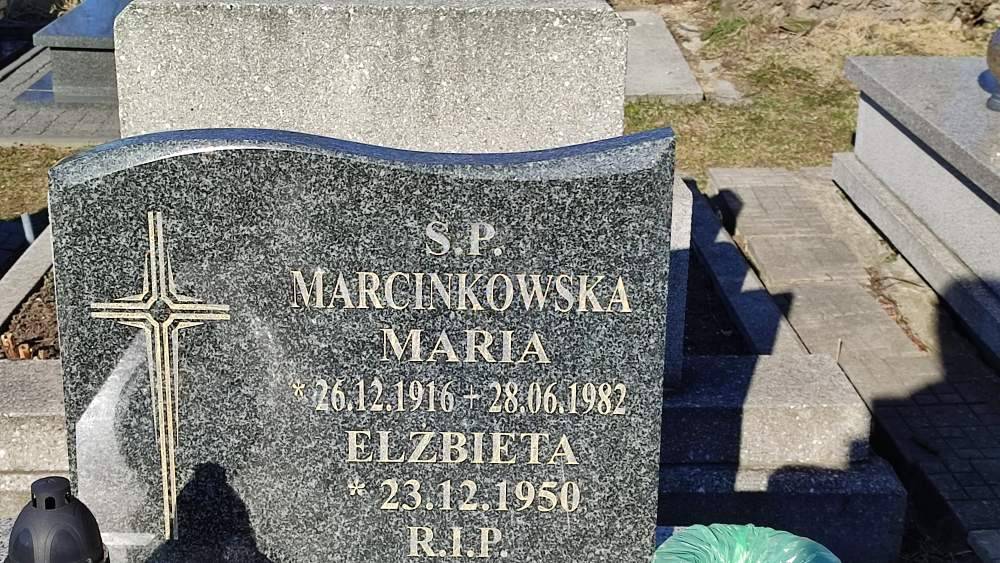 S.P.
MARCINKOWSKA
MARIA
* 26.12.1916 + 28.06.1982
ELZBIETA
* 23.12.1950
R.I.P.